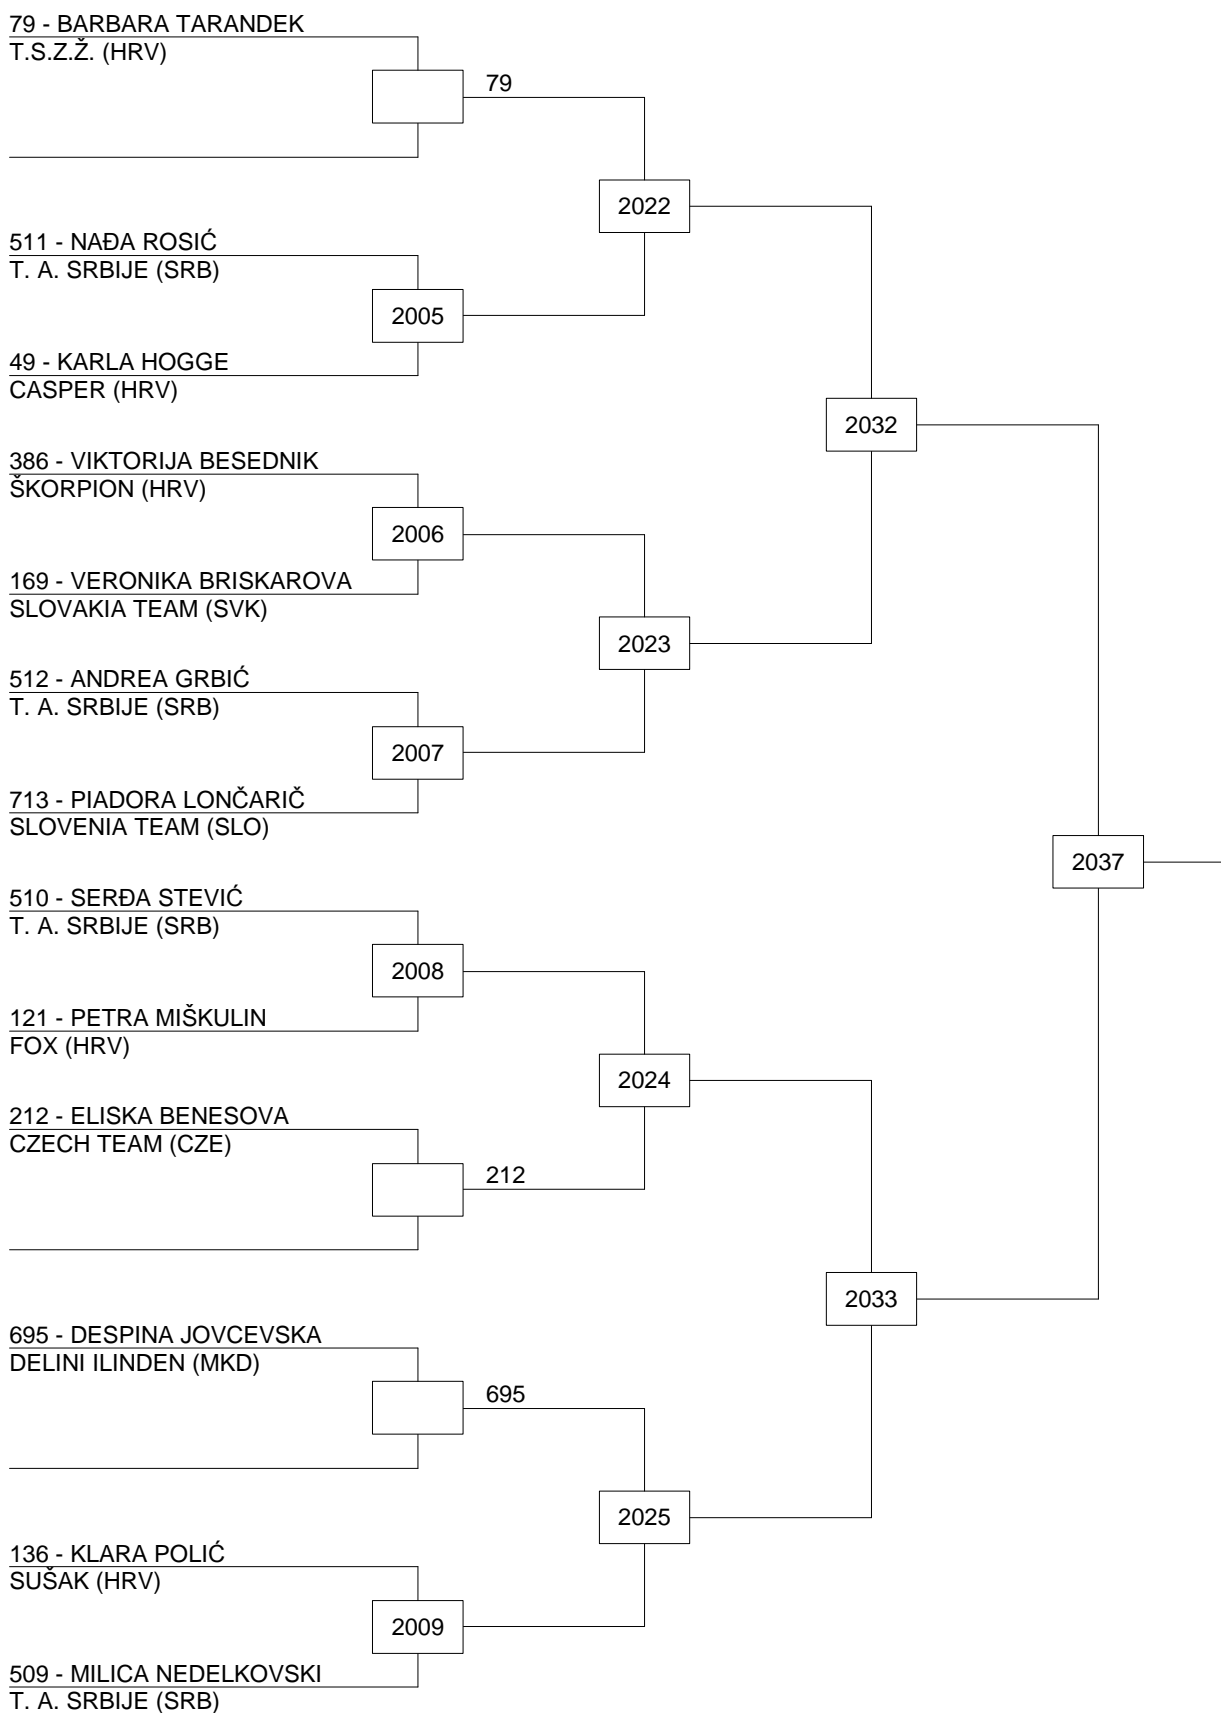 79 - BARBARA TARANDEK
T.S.Z.Ž. (HRV)
79
2022
511 - NAĐA ROSIĆ
T. A. SRBIJE (SRB)
2005
49 - KARLA HOGGE
CASPER (HRV)
2032
386 - VIKTORIJA BESEDNIK
ŠKORPION (HRV)
2006
169 - VERONIKA BRISKAROVA
SLOVAKIA TEAM (SVK)
2023
512 - ANDREA GRBIĆ
T. A. SRBIJE (SRB)
2007
713 - PIADORA LONČARIČ
SLOVENIA TEAM (SLO)
2037
510 - SERĐA STEVIĆ
T. A. SRBIJE (SRB)
2008
121 - PETRA MIŠKULIN
FOX (HRV)
2024
212 - ELISKA BENESOVA
CZECH TEAM (CZE)
212
2033
695 - DESPINA JOVCEVSKA
DELINI ILINDEN (MKD)
695
2025
136 - KLARA POLIĆ
SUŠAK (HRV)
2009
509 - MILICA NEDELKOVSKI
T. A. SRBIJE (SRB)